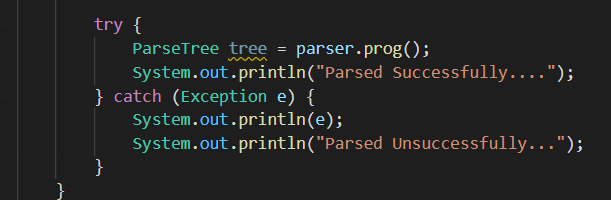 try {
ParseTree tree = parser.prog();
System.out.println("Parsed Successfully....");
} catch (Exception e) {
System.out.println(e);
System.out.println("Parsed Unsuccessfully...");
}
}